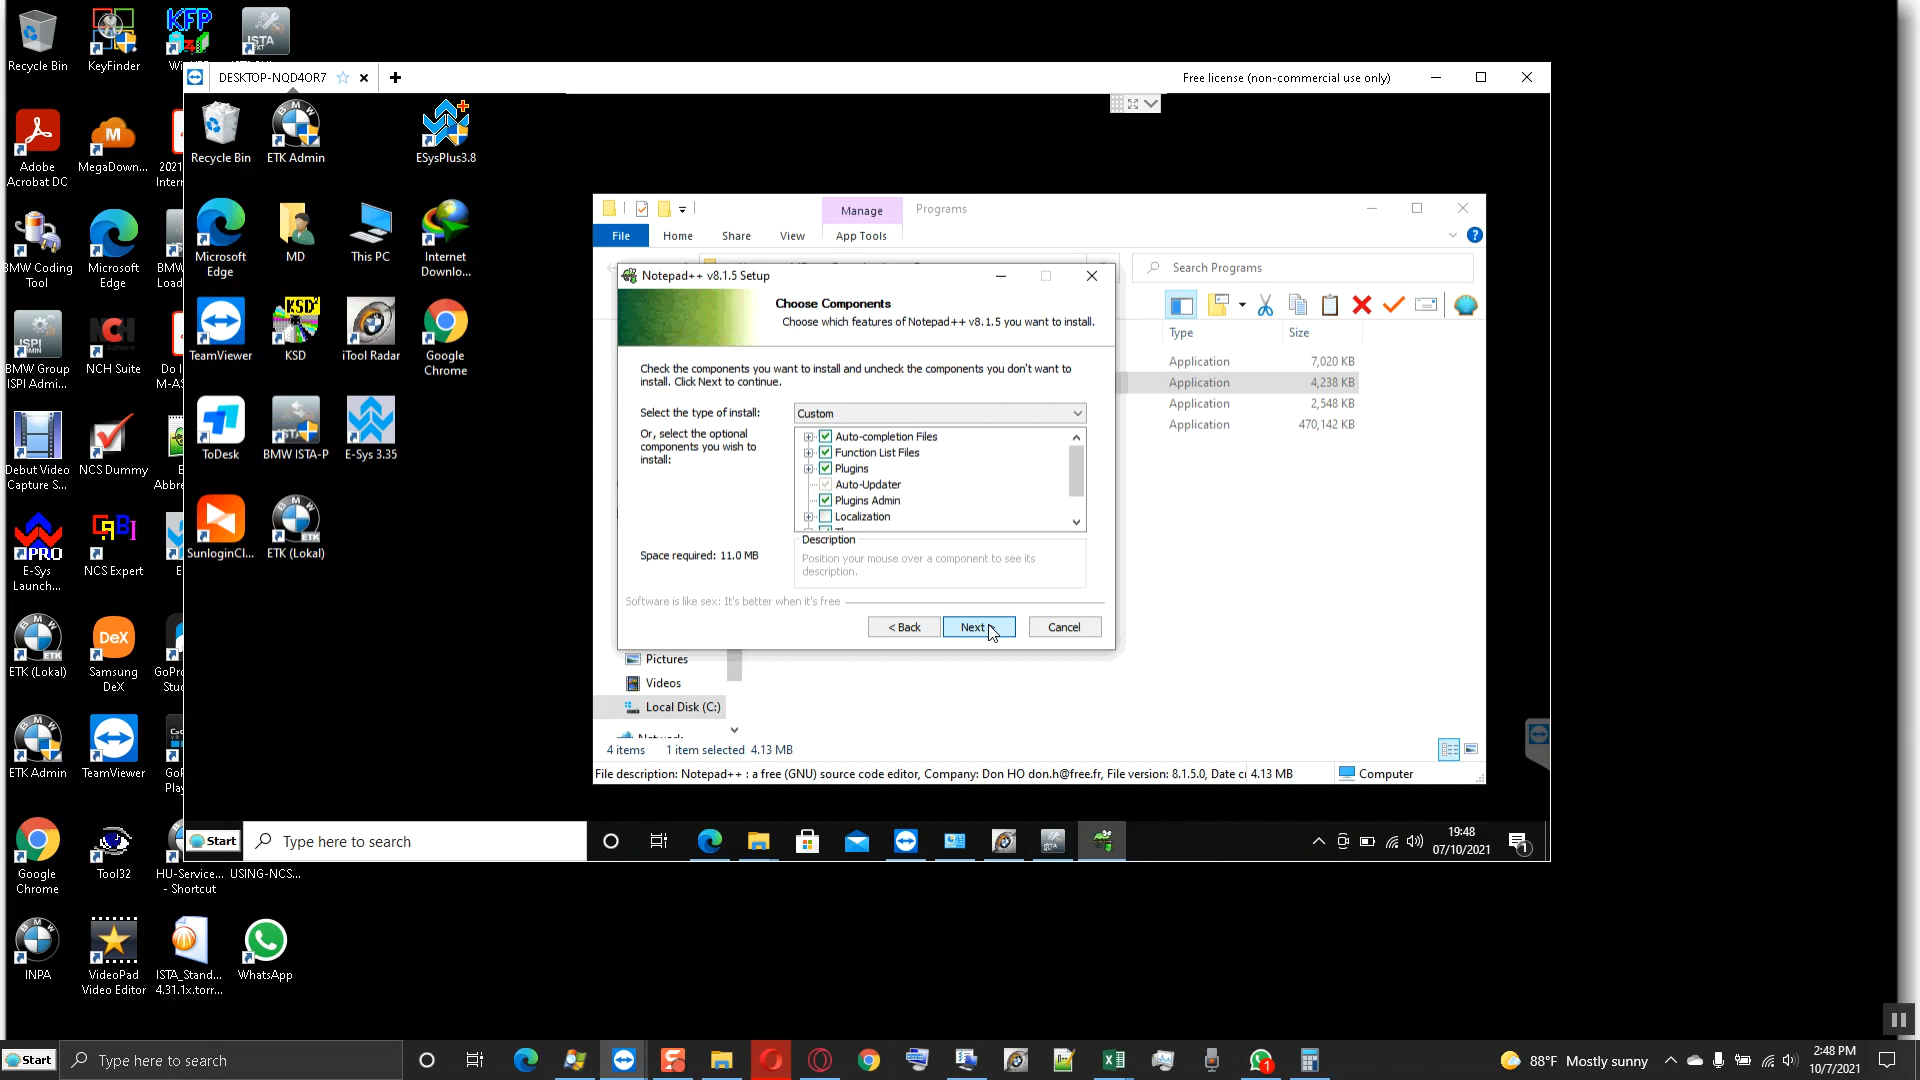 Recycle Bin
KeyFinder
Adobe
Acrobat DC
MegaDown...
BMW Coding
Tool
Microsoft
Edge
BMW Group
ISPI Admi...
NCH Suite
Debut Video
Capture S...
NCS Dummy
E-Sys
Launch...
NCS Expert
ETK (Lokal)
Samsung
DeX
ETK Admin
TeamViewer
Google
Chrome
Tool32
HU-Service...
- Shortcut
USING-NCS...
INPA
VideoPad
Video Editor
ISTA_Stand...
4.31.1x.torr...
WhatsApp
DESKTOP-NQD4OR7
Free license (non-commercial use only)
Recycle Bin
ETK Admin
ESysPlus3.8
Microsoft
Edge
MD
This PC
Internet
Downlo...
TeamViewer
KSD
iTool Radar
Google
Chrome
ToDesk
BMW ISTA-P
E-Sys 3.35
SunloginCl...
ETK (Lokal)
Manage
Programs
File
Home
Share
View
App Tools
Search Programs
Type
Size
Application
7,020 KB
Application
4,238 KB
Application
2,548 KB
Application
470,142 KB
Notepad++ v8.1.5 Setup
Choose Components
Choose which features of Notepad++ v8.1.5 you want to install.
Check the components you want to install and uncheck the components you don't want to
install. Click Next to continue.
Select the type of install:
Custom
Or, select the optional
components you wish to
install:
Auto-completion Files
Function List Files
Plugins
Auto-Updater
Plugins Admin
Localization
Space required: 11.0 MB
Description
Position your mouse over a component to see its
description.
Software is like sex: It's better when it's free
< Back
Next
Cancel
Pictures
Videos
Local Disk (C:)
Network
4 items
1 item selected 4.13 MB
File description: Notepad++ : a free (GNU) source code editor, Company: Don HO don.h@free.fr, File version: 8.1.5.0, Date cr
4.13 MB
Computer
Start
Type here to search
19:48
07/10/2021
1
Start
Type here to search
1
88°F Mostly sunny
2:48 PM
10/7/2021